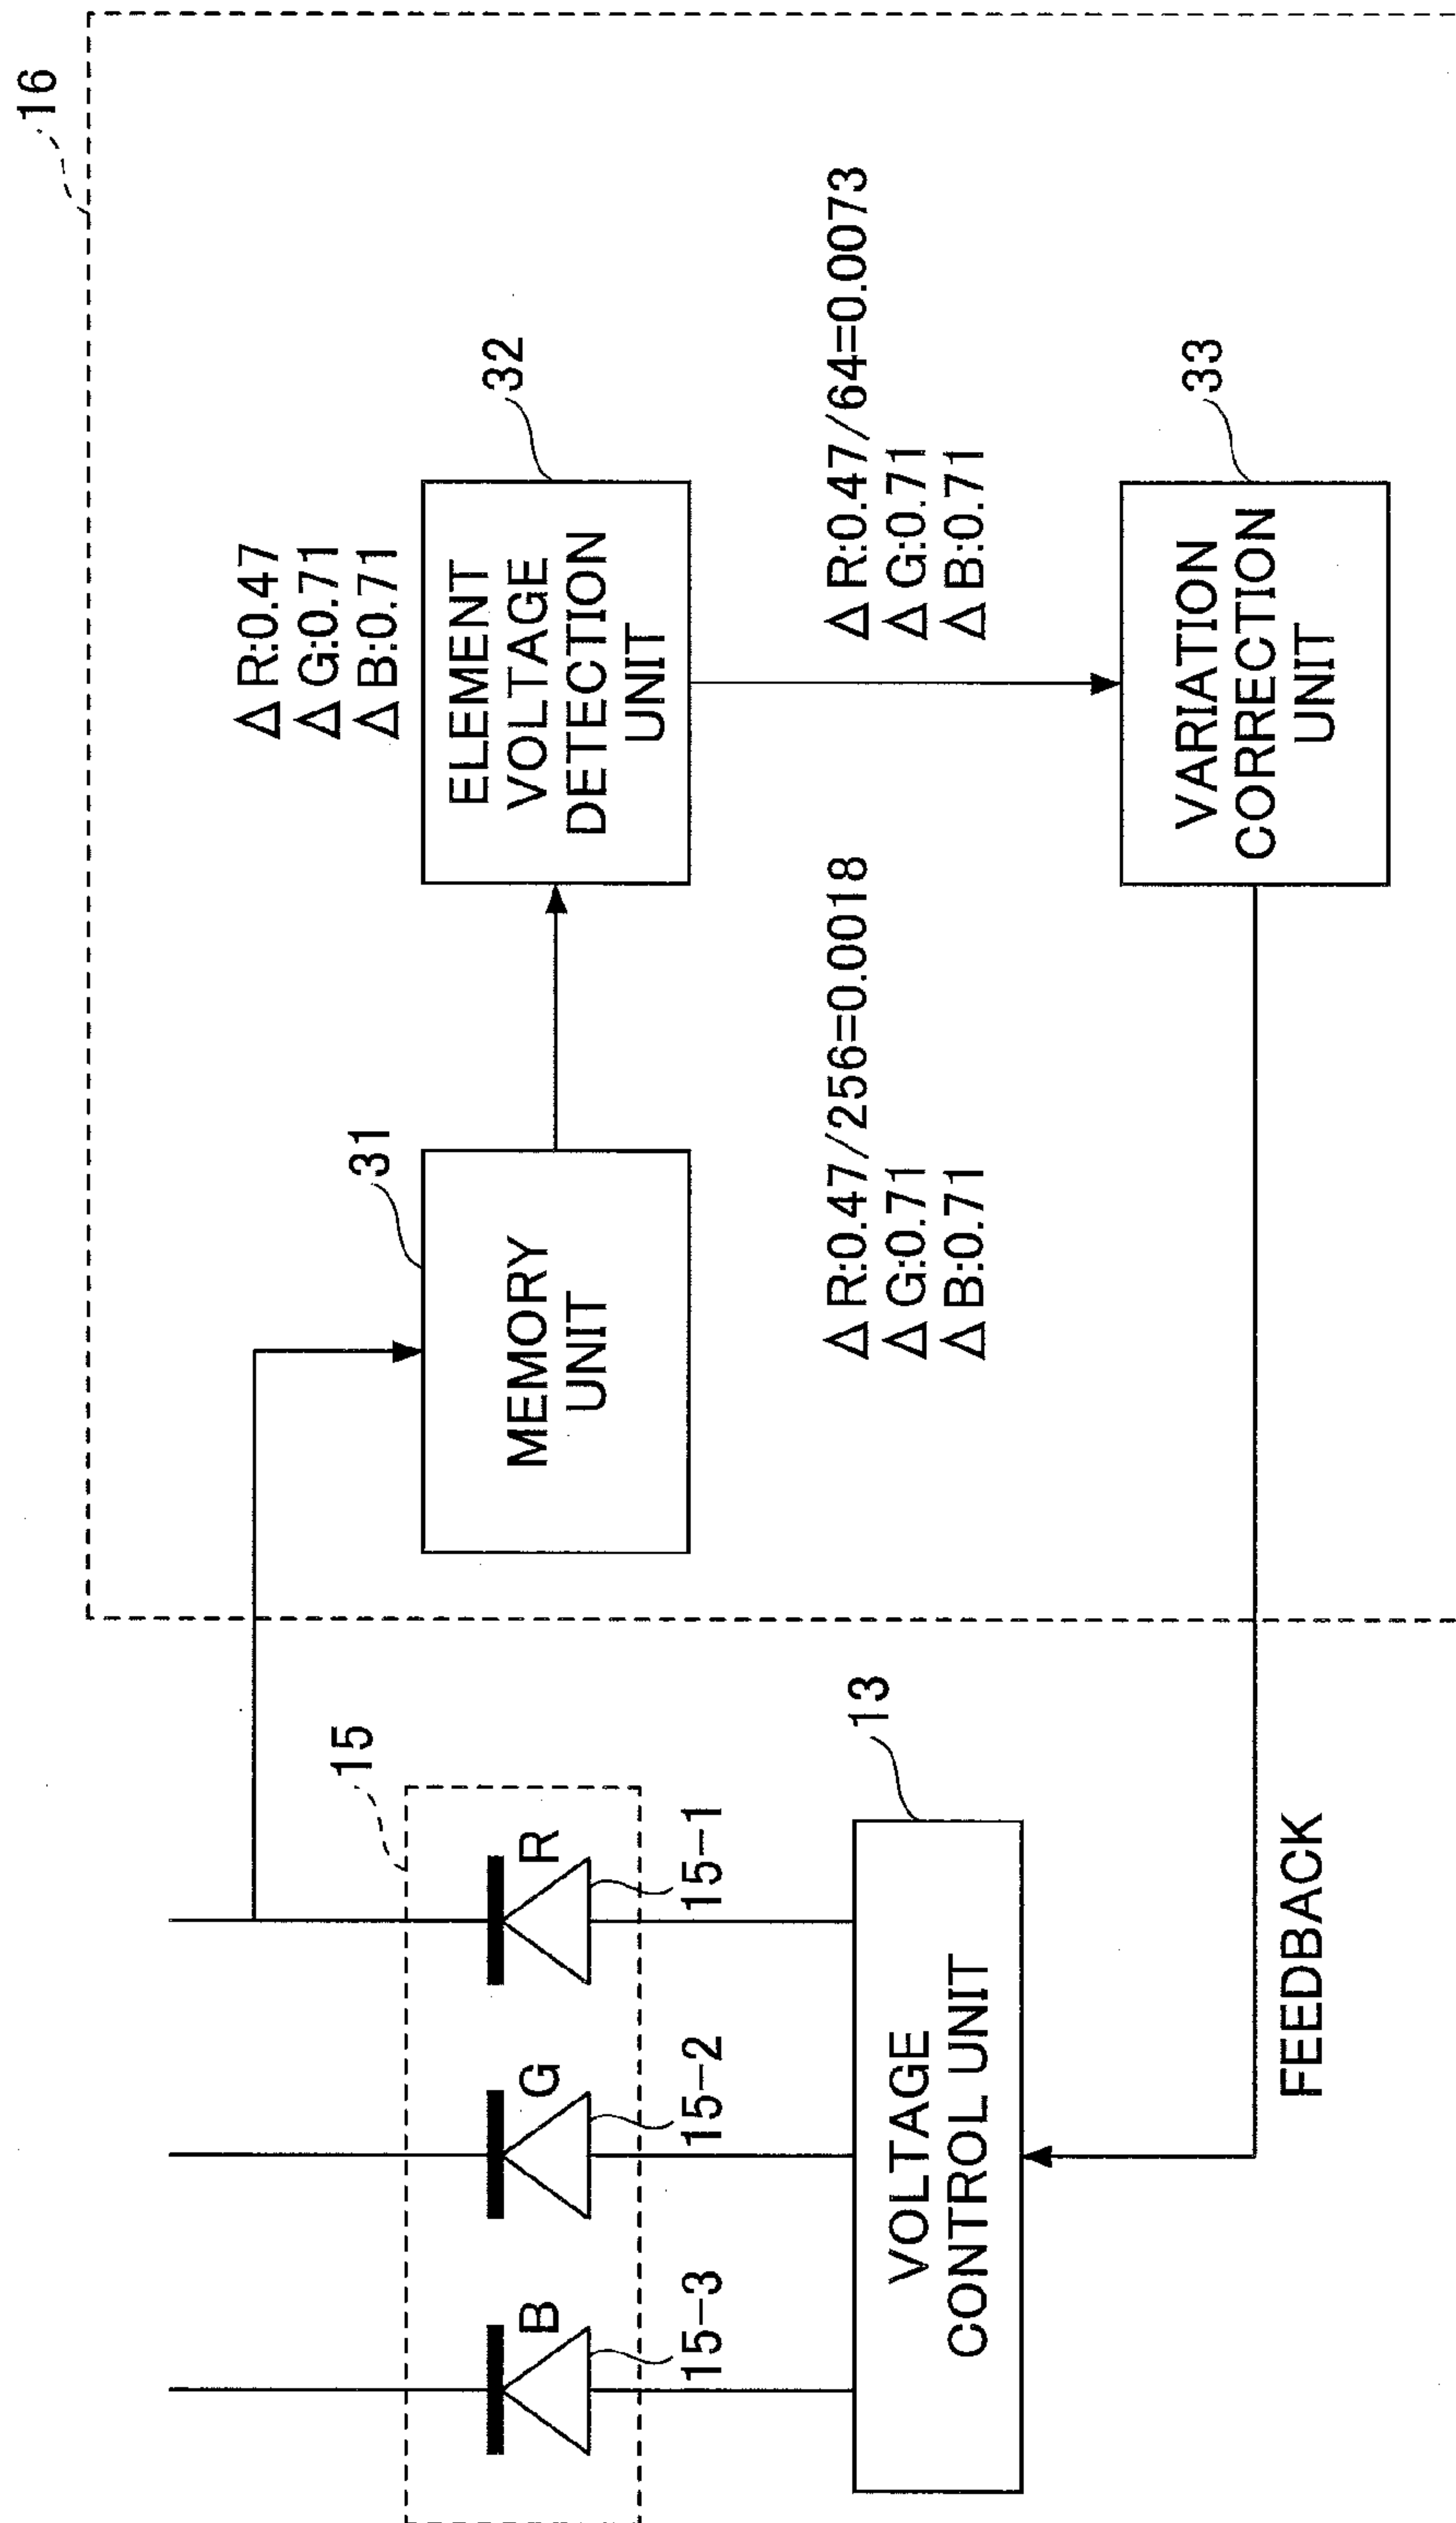 16
15
B
G
R
15-3
15-2
15-1
VOLTAGE
CONTROL UNIT
13
FEEDBACK
MEMORY
UNIT
31
△R:0.47
△G:0.71
△B:0.71
ELEMENT
VOLTAGE
DETECTION
UNIT
32
△R:0.47/256=0.0018
△G:0.71
△B:0.71
△R:0.47/64=0.0073
△G:0.71
△B:0.71
VARIATION
CORRECTION
UNIT
33